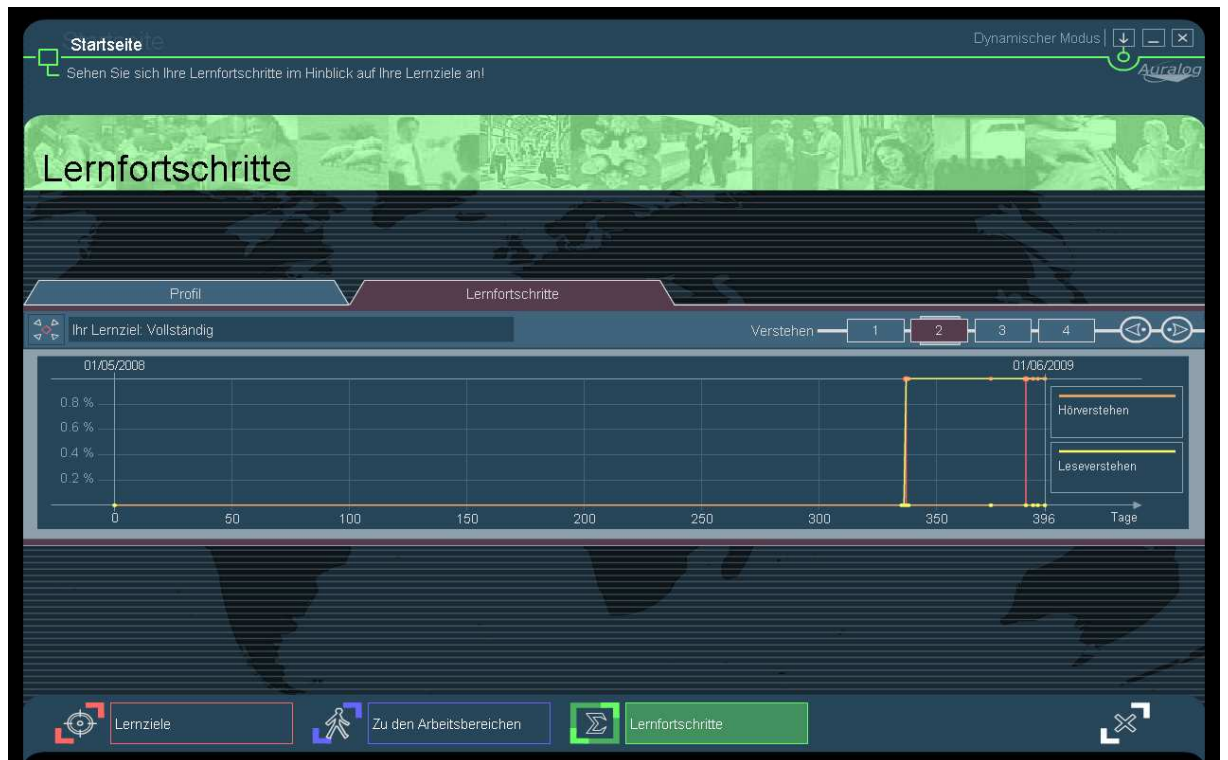 Startseite
Dynamischer Modus
Sehen Sie sich Ihre Lernfortschritte im Hinblick auf Ihre Lernziele an!
Auralog
Lernfortschritte
Profil
Lernfortschritte
Ihr Lernziel: Vollständig
Verstehen
1
2
3
4
01/05/2008
01/06/2009
0.8 %
0.6 %
0.4 %
0.2 %
Hörverstehen
Leseverstehen
0 50 100 150 200 250 300 350 396 Tage
Lernziele
Zu den Arbeitsbereichen
Lernfortschritte